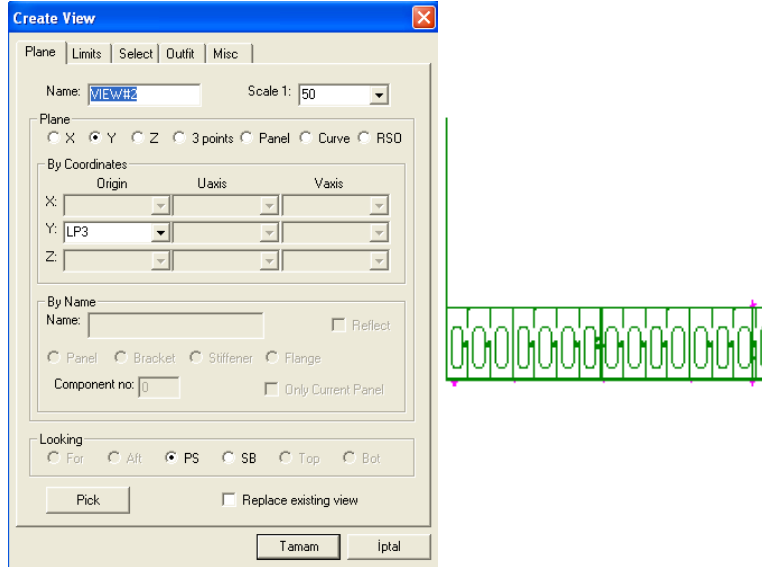 Create View
Plane Limits Select Outfit Misc
Name: VIEW#2 Scale 1: 50
Plane
X Y Z 3 points Panel Curve RSO
By Coordinates
Origin Uaxis Vaxis
X:
Y: LP3
Z:
By Name
Name: Reflect
Panel Bracket Stiffener Flange
Component no: 0 Only Current Panel
Looking
For Aft PS SB Top Bot
Pick Replace existing view
Tamam İptal